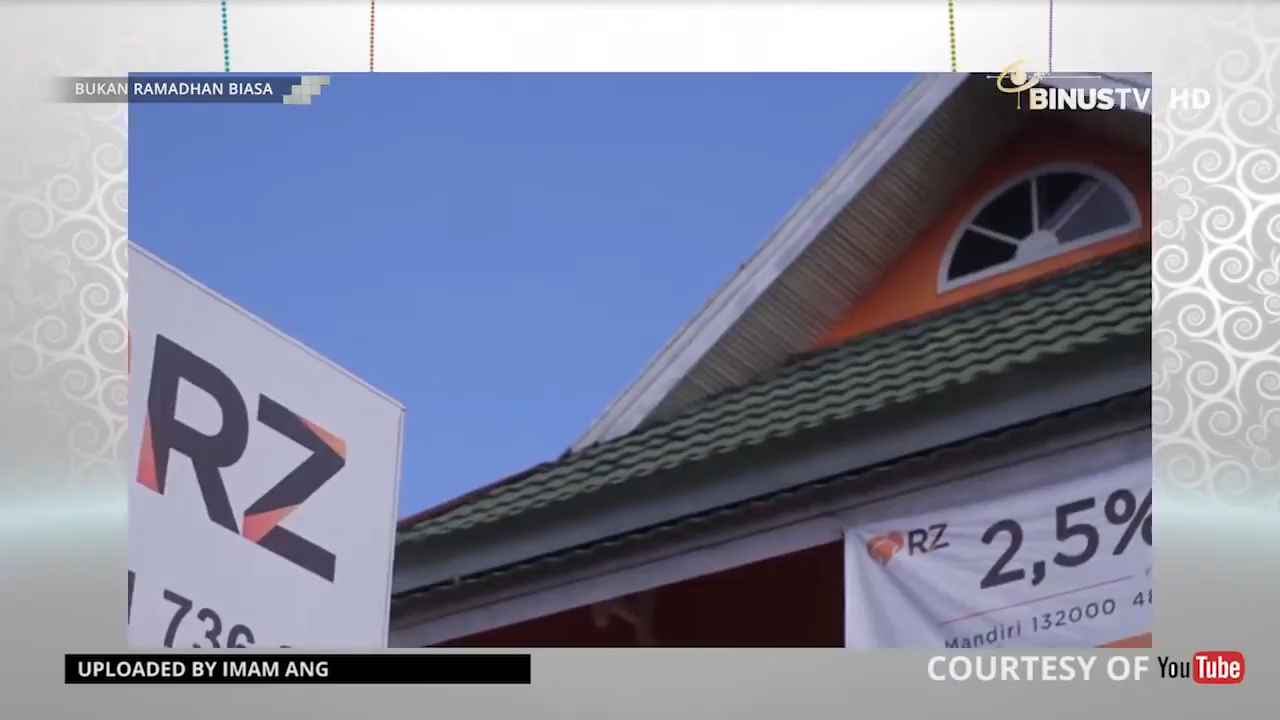 BUKAN RAMADHAN BIASA
BINUSTV HD
RZ
736
RZ 2,5%
Mandiri 132000
UPLOADED BY IMAM ANG
COURTESY OF YouTube